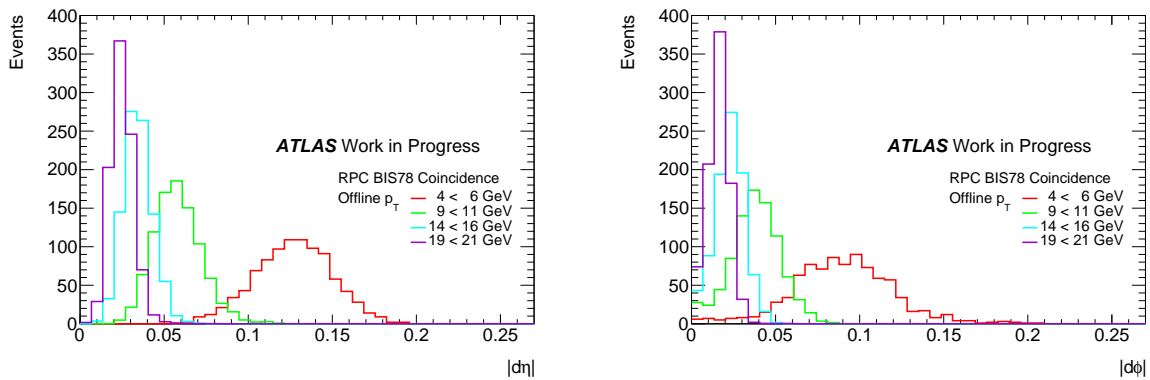 Events
400
350
300
250
200
150
100
50
0
ATLAS Work in Progress
RPC BIS78 Coincidence
Offline pT
4 < 6 GeV
9 < 11 GeV
14 < 16 GeV
19 < 21 GeV
0 0.05 0.1 0.15 0.2 0.25
|dη|
Events
400
350
300
250
200
150
100
50
0
ATLAS Work in Progress
RPC BIS78 Coincidence
Offline pT
4 < 6 GeV
9 < 11 GeV
14 < 16 GeV
19 < 21 GeV
0 0.05 0.1 0.15 0.2 0.25
|dϕ|